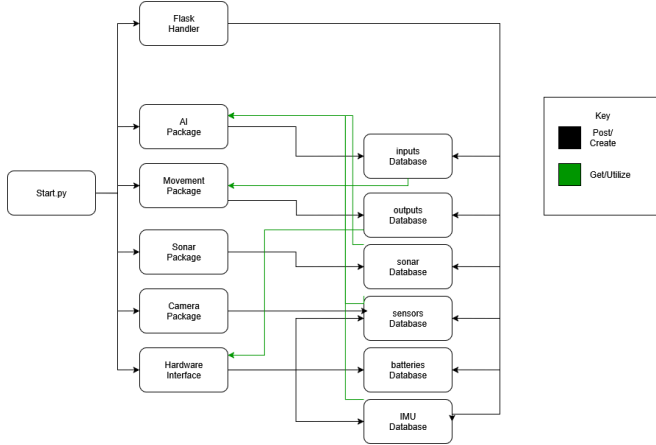 Flask
Handler
AI
Package
inputs
Database
Movement
Package
Start.py
outputs
Database
Sonar
Package
sonar
Database
Camera
Package
sensors
Database
Hardware
Interface
batteries
Database
IMU
Database
Key
Post/
Create
Get/Utilize